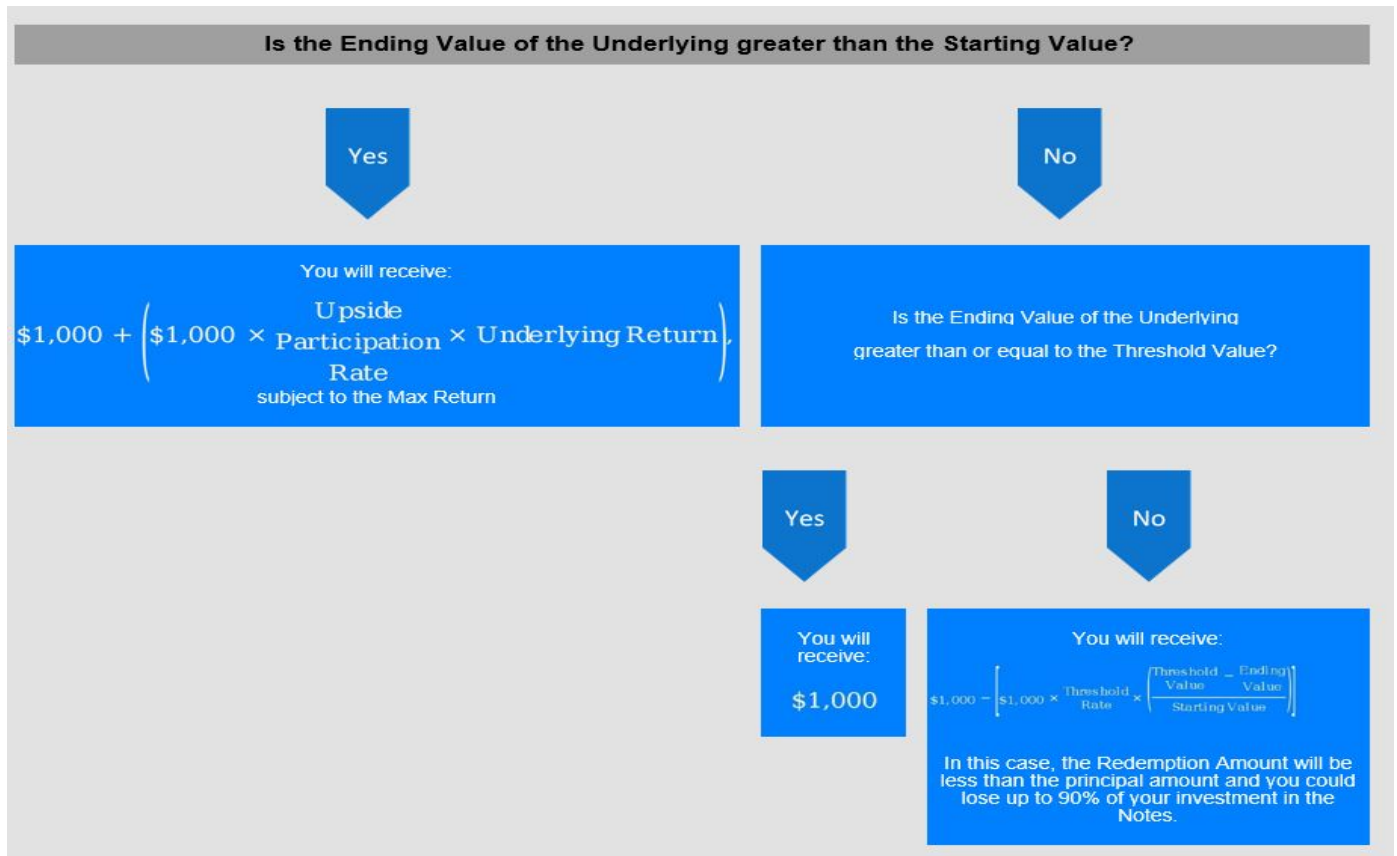 Is the Ending Value of the Underlying greater than the Starting Value?
Yes
No
You will receive:
$1,000 + ($1,000 × Upside Participation Rate × Underlying Return),
subject to the Max Return
Is the Ending Value of the Underlying
greater than or equal to the Threshold Value?
Yes
No
You will
receive:
$1,000
You will receive:
$1,000 − [$1,000 × Threshold Rate × (Threshold Value − Ending Value / Starting Value)]
In this case, the Redemption Amount will be
less than the principal amount and you could
lose up to 90% of your investment in the
Notes.